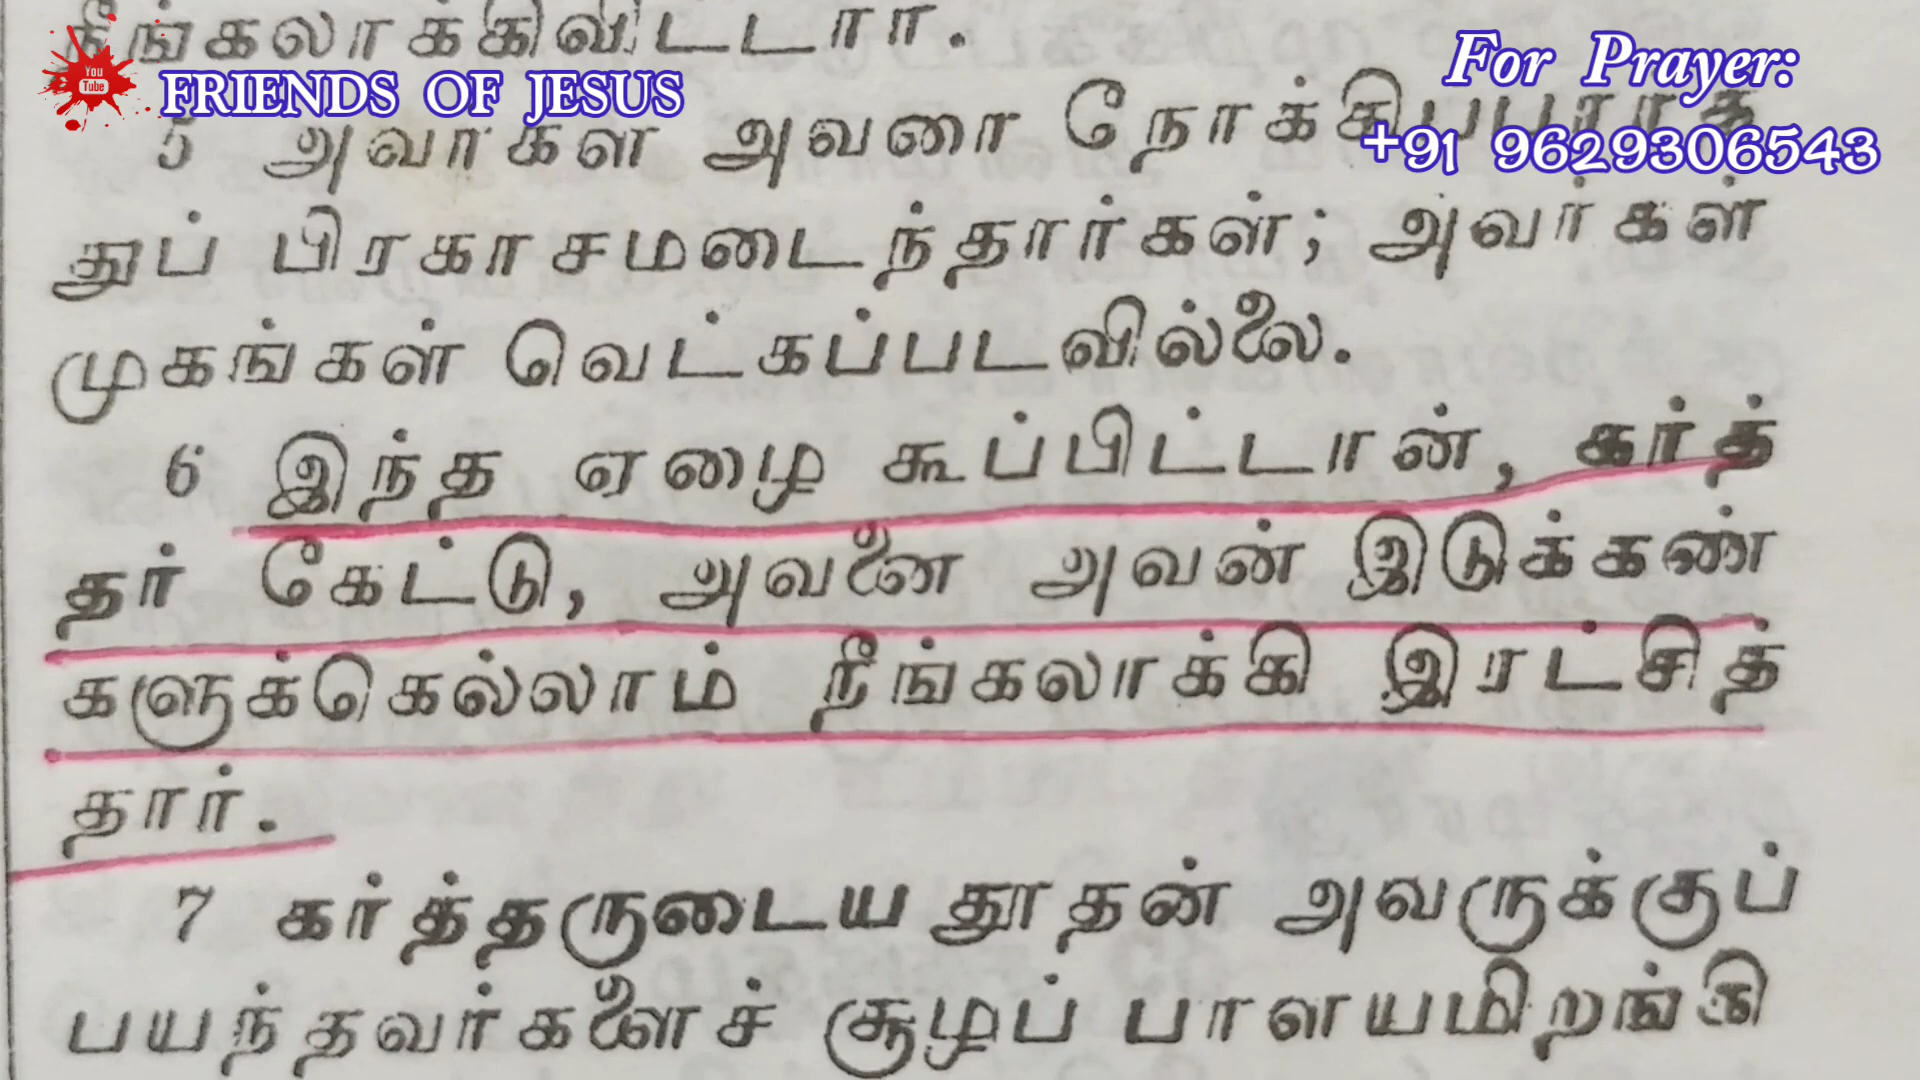 நீங்கலாக்கிவிட்டார்.
You
Tube
FRIENDS OF JESUS
For Prayer:
+91 9629306543
5 அவர்கள் அவரை நோக்கிப்பார்த்
துப் பிரகாசமடைந்தார்கள்; அவர்கள்
முகங்கள் வெட்கப்படவில்லை.
6 இந்த ஏழை கூப்பிட்டான், கர்த்
தர் கேட்டு, அவனை அவன் இடுக்கண்
களுக்கெல்லாம் நீங்கலாக்கி இரட்சித்
தார்.
7 கர்த்தருடைய தூதன் அவருக்குப்
பயந்தவர்களைச் சூழப் பாளயமிறங்கி